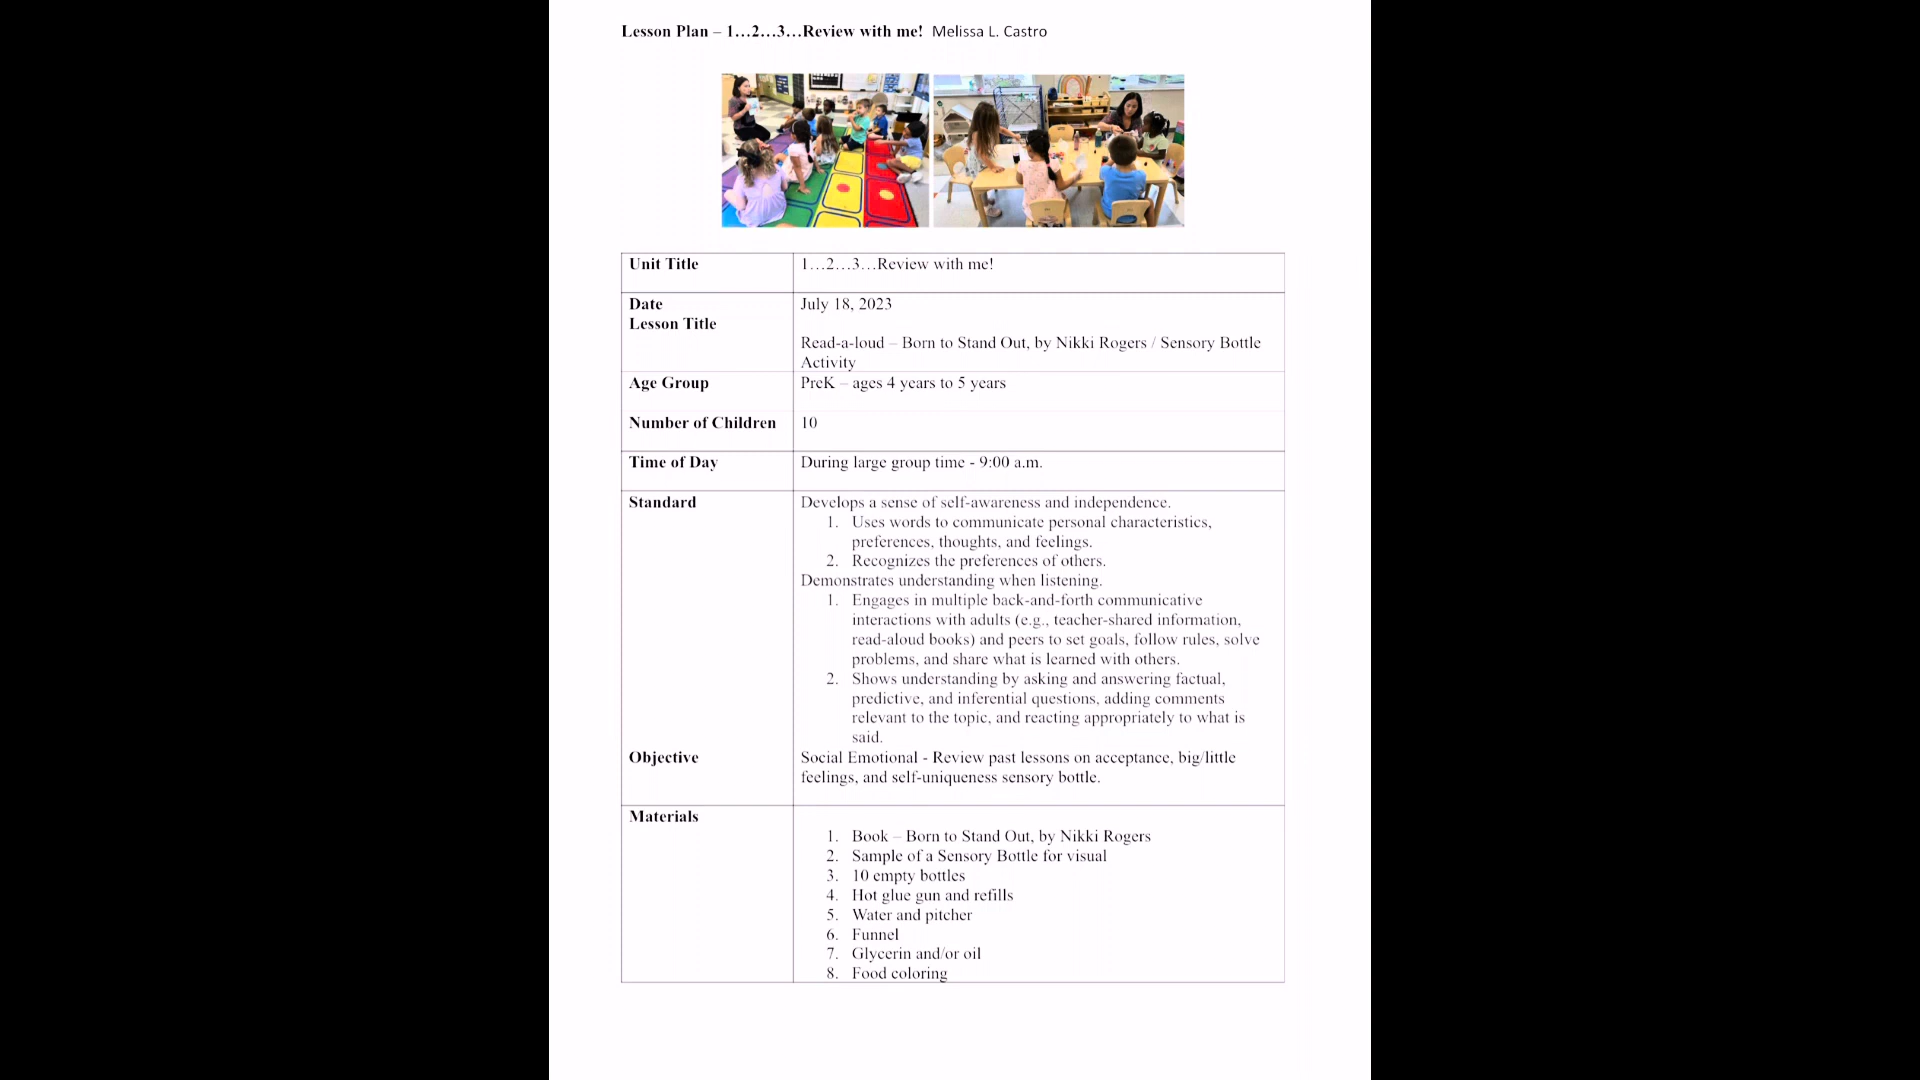 Lesson Plan – 1…2…3…Review with me! Melissa L. Castro
Unit Title
1…2…3…Review with me!
Date
July 18, 2023
Lesson Title
Read-a-loud – Born to Stand Out, by Nikki Rogers / Sensory Bottle
Activity
Age Group
PreK – ages 4 years to 5 years
Number of Children
10
Time of Day
During large group time - 9:00 a.m.
Standard
Develops a sense of self-awareness and independence.
1. Uses words to communicate personal characteristics,
preferences, thoughts, and feelings.
2. Recognizes the preferences of others.
Demonstrates understanding when listening.
1. Engages in multiple back-and-forth communicative
interactions with adults (e.g., teacher-shared information,
read-aloud books) and peers to set goals, follow rules, solve
problems, and share what is learned with others.
2. Shows understanding by asking and answering factual,
predictive, and inferential questions, adding comments
relevant to the topic, and reacting appropriately to what is
said.
Objective
Social Emotional - Review past lessons on acceptance, big/little
feelings, and self-uniqueness sensory bottle.
Materials
1. Book – Born to Stand Out, by Nikki Rogers
2. Sample of a Sensory Bottle for visual
3. 10 empty bottles
4. Hot glue gun and refills
5. Water and pitcher
6. Funnel
7. Glycerin and/or oil
8. Food coloring